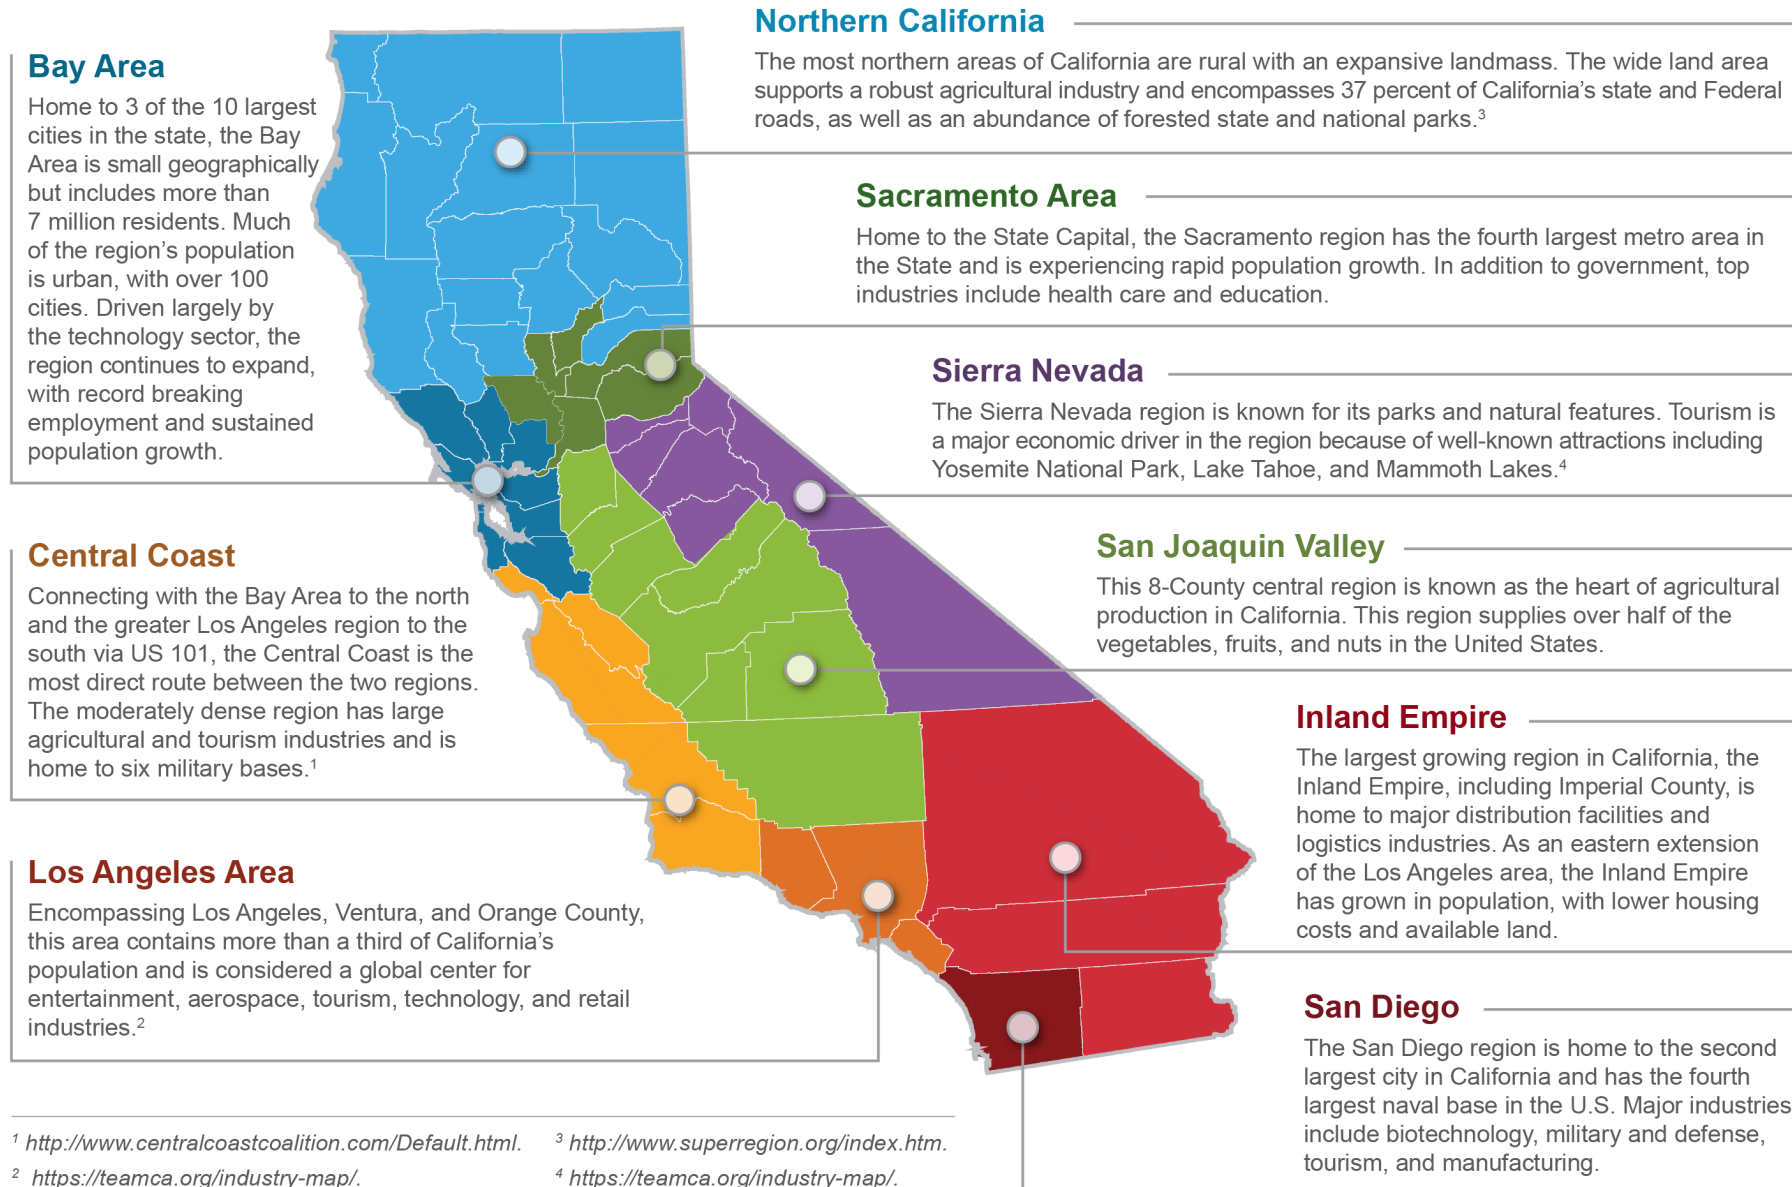 Bay Area
Home to 3 of the 10 largest
cities in the state, the Bay
Area is small geographically
but includes more than
7 million residents. Much
of the region's population
is urban, with over 100
cities. Driven largely by
the technology sector, the
region continues to expand,
with record breaking
employment and sustained
population growth.
Central Coast
Connecting with the Bay Area to the north
and the greater Los Angeles region to the
south via US 101, the Central Coast is the
most direct route between the two regions.
The moderately dense region has large
agricultural and tourism industries and is
home to six military bases.¹
Los Angeles Area
Encompassing Los Angeles, Ventura, and Orange County,
this area contains more than a third of California's
population and is considered a global center for
entertainment, aerospace, tourism, technology, and retail
industries.²
Northern California
The most northern areas of California are rural with an expansive landmass. The wide land area
supports a robust agricultural industry and encompasses 37 percent of California's state and Federal
roads, as well as an abundance of forested state and national parks.³
Sacramento Area
Home to the State Capital, the Sacramento region has the fourth largest metro area in
the State and is experiencing rapid population growth. In addition to government, top
industries include health care and education.
Sierra Nevada
The Sierra Nevada region is known for its parks and natural features. Tourism is
a major economic driver in the region because of well-known attractions including
Yosemite National Park, Lake Tahoe, and Mammoth Lakes.⁴
San Joaquin Valley
This 8-County central region is known as the heart of agricultural
production in California. This region supplies over half of the
vegetables, fruits, and nuts in the United States.
Inland Empire
The largest growing region in California, the
Inland Empire, including Imperial County, is
home to major distribution facilities and
logistics industries. As an eastern extension
of the Los Angeles area, the Inland Empire
has grown in population, with lower housing
costs and available land.
San Diego
The San Diego region is home to the second
largest city in California and has the fourth
largest naval base in the U.S. Major industries
include biotechnology, military and defense,
tourism, and manufacturing.
¹ http://www.centralcoastcoalition.com/Default.html.
² https://teamca.org/industry-map/.
³ http://www.superregion.org/index.htm.
⁴ https://teamca.org/industry-map/.